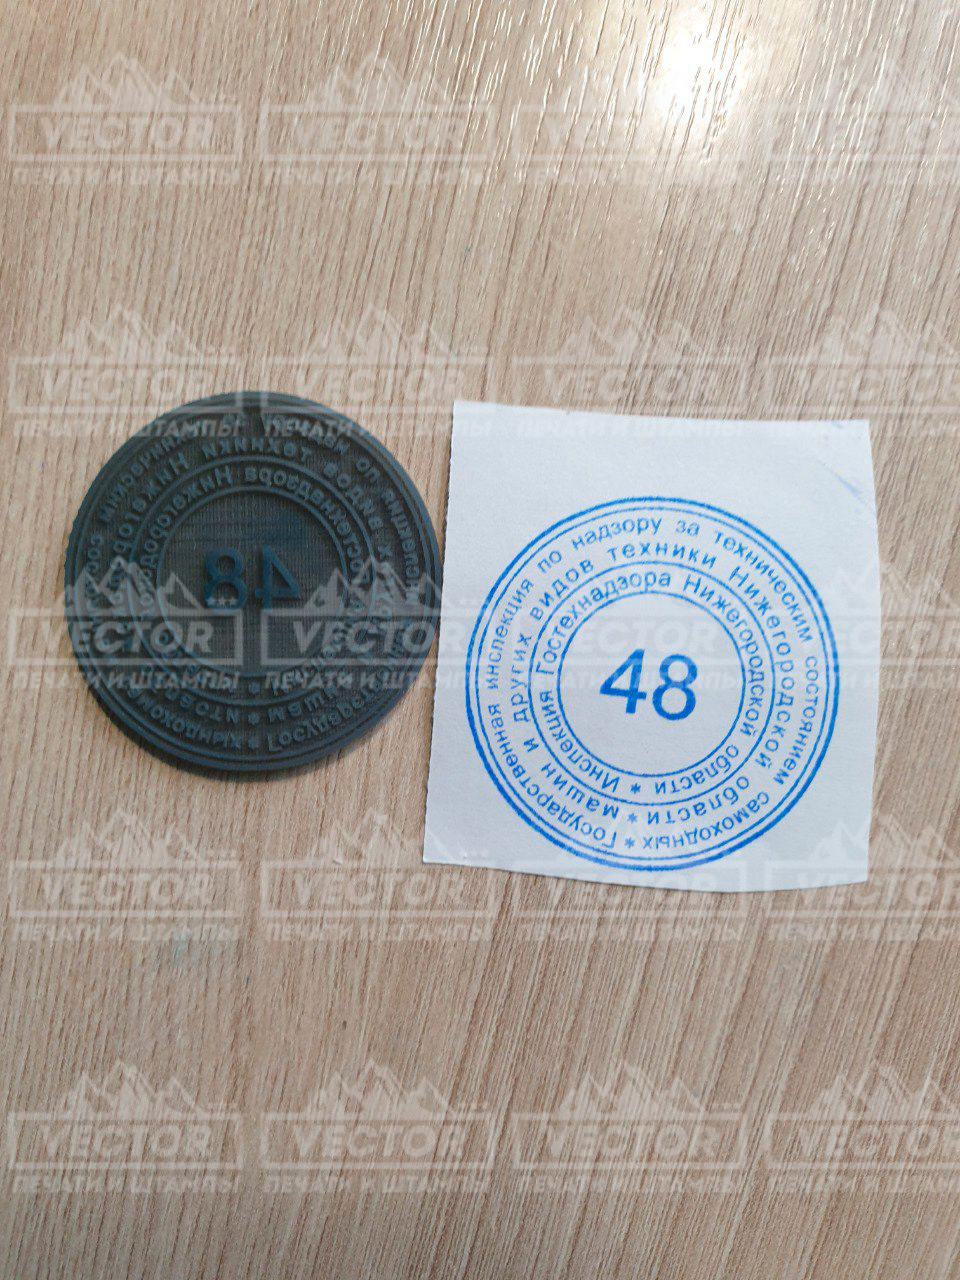 Государственная инспекция по надзору за техническим состоянием самоходных *
машин и других видов техники Нижегородской области *
Инспекция Гостехнадзора Нижегородской области *
48
VECTOR
ПЕЧАТИ И ШТАМПЫ